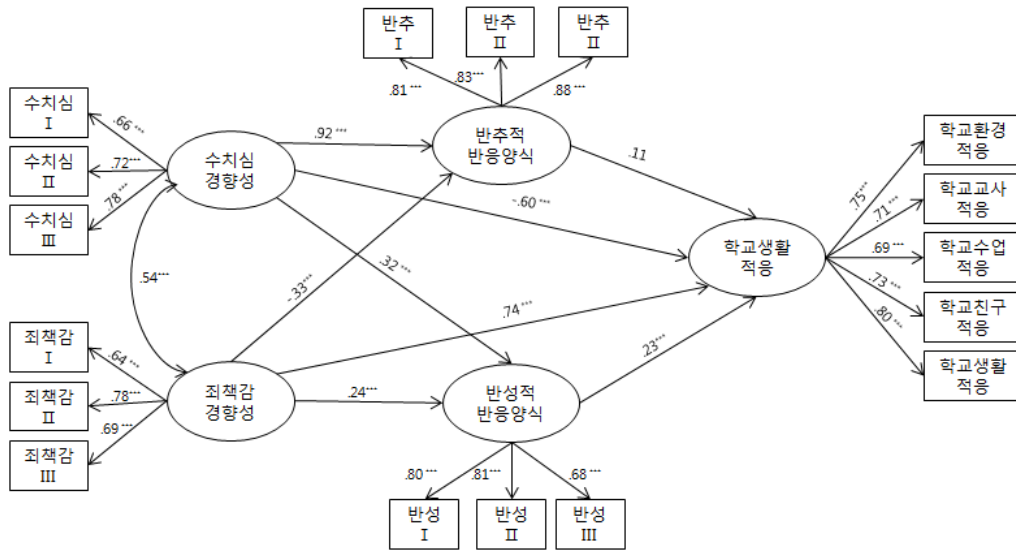 반추
Ⅰ
반추
Ⅱ
반추
Ⅱ
.81***
.83***
.88***
수치심
Ⅰ
수치심
Ⅱ
수치심
Ⅲ
.66***
.72***
.78***
수치심
경향성
.92***
반추적
반응양식
.11
-.60***
.32***
-.33***
.54***
.74***
.23***
학교생활
적응
.75***
.71***
.69***
.73***
.80***
학교환경
적응
학교교사
적응
학교수업
적응
학교친구
적응
학교생활
적응
죄책감
Ⅰ
죄책감
Ⅱ
죄책감
Ⅲ
.64***
.78***
.69***
죄책감
경향성
.24***
반성적
반응양식
.80***
.81***
.68***
반성
Ⅰ
반성
Ⅱ
반성
Ⅲ